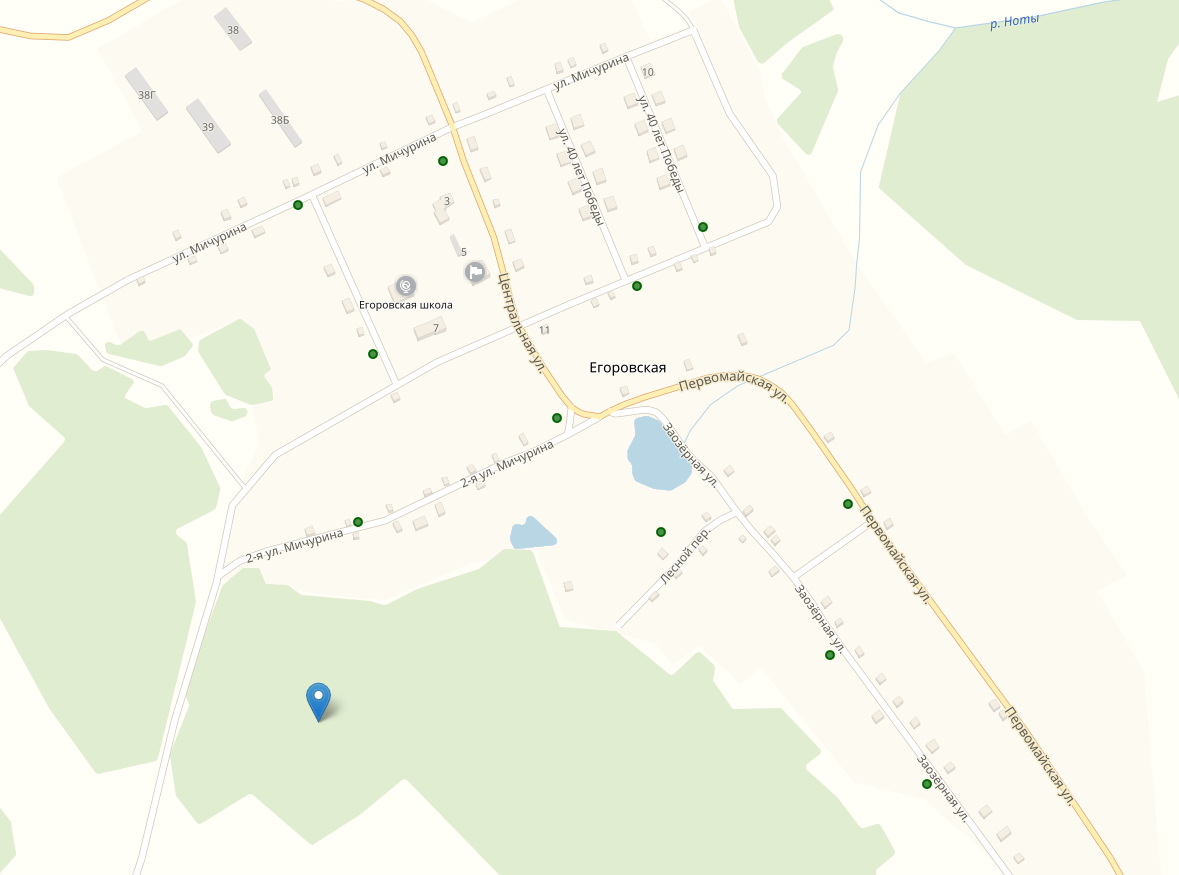 р. Ноты
38
38Г
39
38Б
ул. Мичурина
10
ул. Мичурина
ул. Мичурина
ул. 40 лет Победы
ул. 40 лет Победы
3
5
Егоровская школа
7
Центральная ул.
11
Егоровская
Первомайская ул.
Заозёрная ул.
2-я ул. Мичурина
2-я ул. Мичурина
Лесной пер.
Первомайская ул.
Заозёрная ул.
Первомайская ул.
Заозёрная ул.